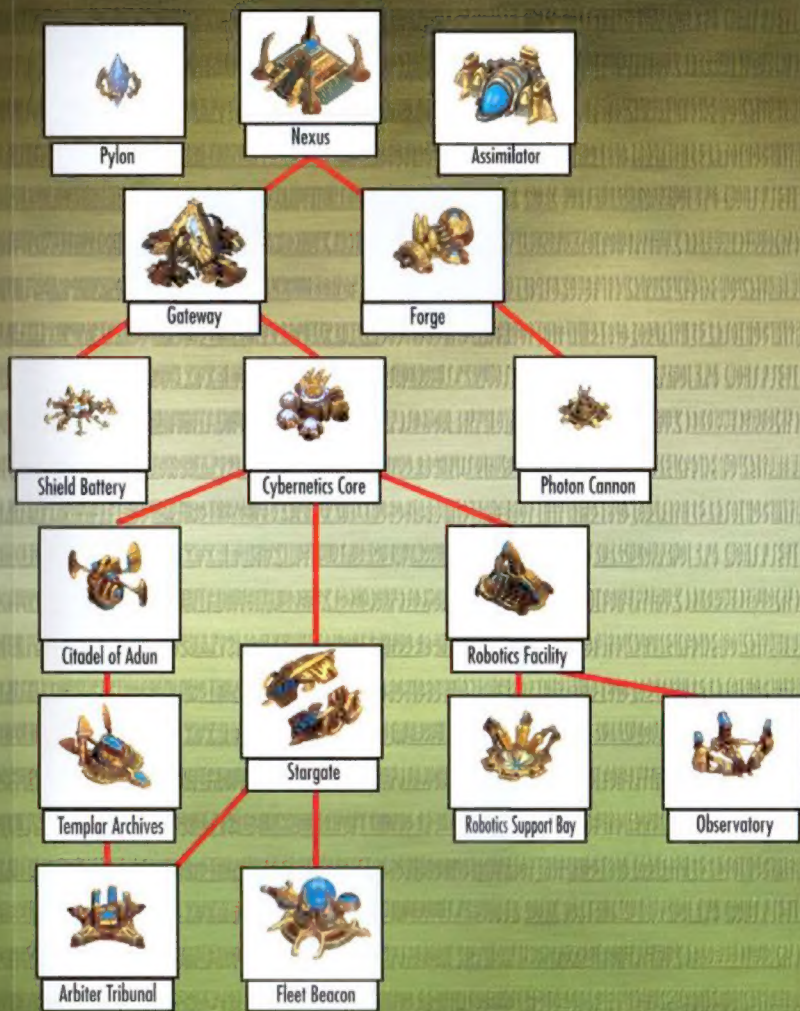 Pylon
Nexus
Assimilator
Gateway
Forge
Shield Battery
Cybernetics Core
Photon Cannon
Citadel of Adun
Robotics Facility
Stargate
Templar Archives
Robotics Support Bay
Observatory
Arbiter Tribunal
Fleet Beacon